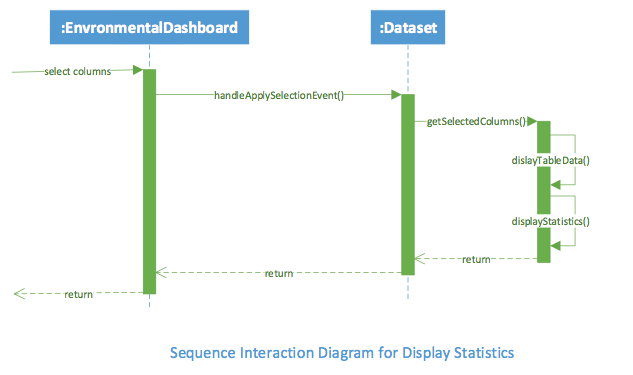 :EnvronmentalDashboard
:Dataset
select columns
handleApplySelectionEvent()
getSelectedColumns()
dislayTableData()
displayStatistics()
return
return
return
Sequence Interaction Diagram for Display Statistics